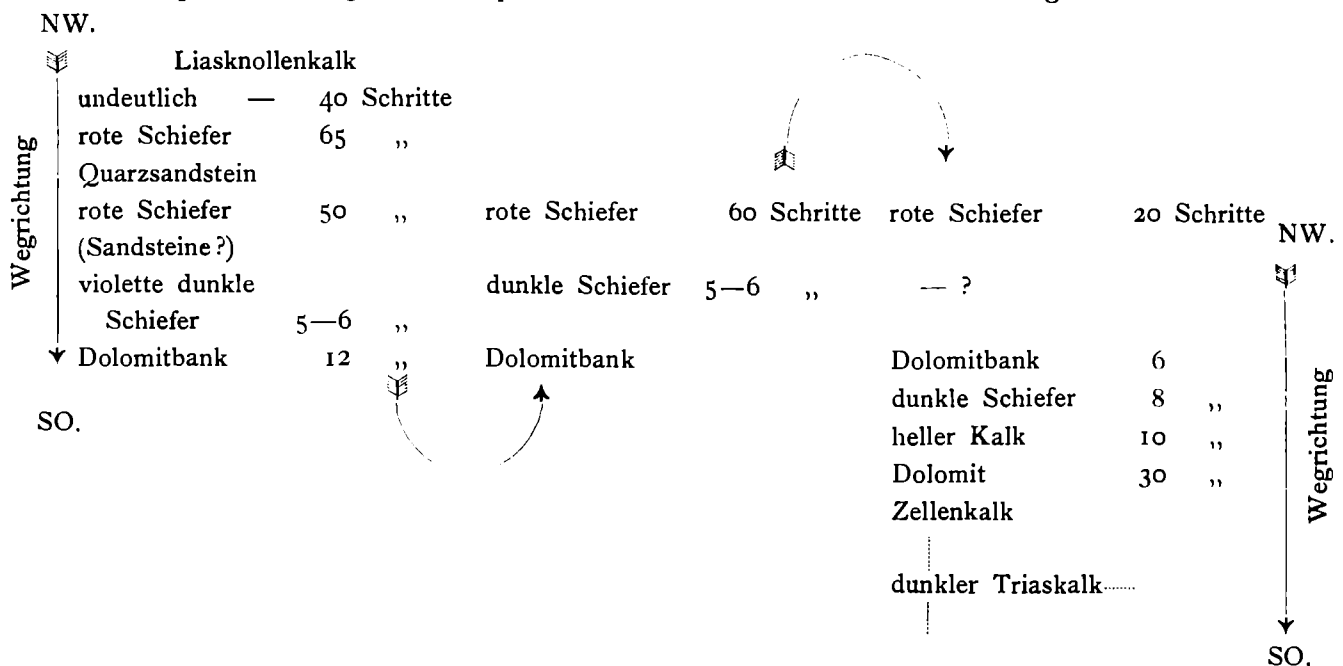 NW.
Liasknollenkalk
undeutlich — 40 Schritte
rote Schiefer 65 „
Quarzsandstein
rote Schiefer 50 „ rote Schiefer 60 Schritte rote Schiefer 20 Schritte
NW.
(Sandsteine?)
violette dunkle dunkle Schiefer 5—6 „ — ?
Schiefer 5—6 „
Dolomitbank 12 „ Dolomitbank Dolomitbank 6
dunkle Schiefer 8 „
SO.
heller Kalk 10 „
Dolomit 30 „
Zellenkalk
dunkler Triaskalk
SO.
Wegrichtung
Wegrichtung